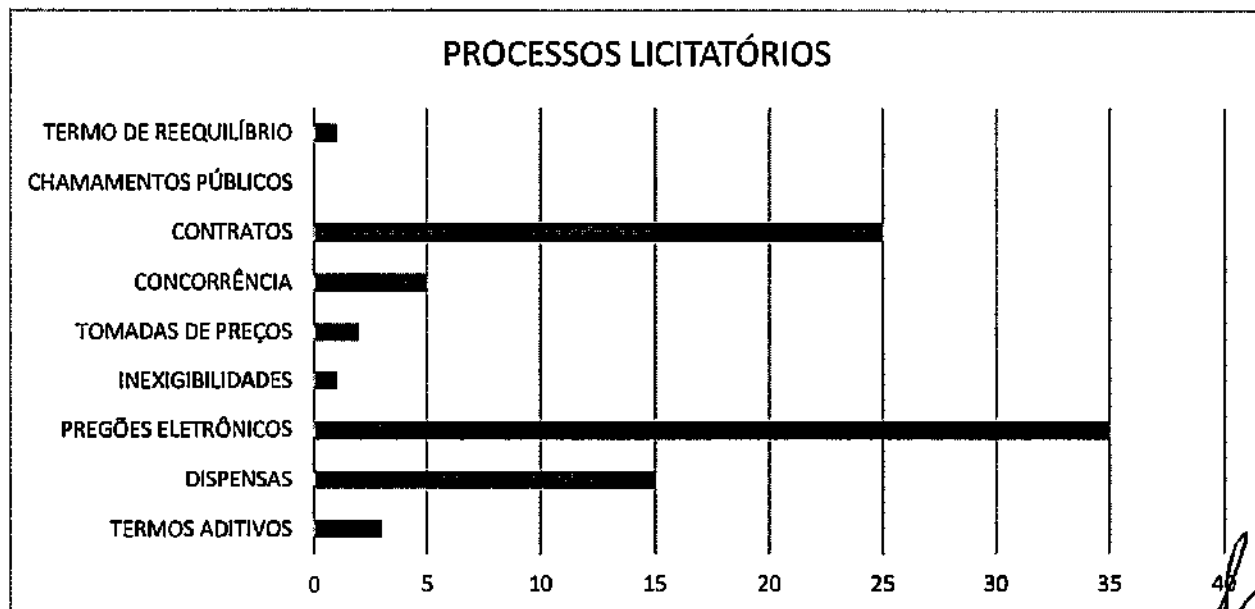 PROCESSOS LICITATÓRIOS
TERMO DE REEQUILÍBRIO
CHAMAMENTOS PÚBLICOS
CONTRATOS
CONCORRÊNCIA
TOMADAS DE PREÇOS
INEXIGIBILIDADES
PREGÕES ELETRÔNICOS
DISPENSAS
TERMOS ADITIVOS
0 5 10 15 20 25 30 35 40